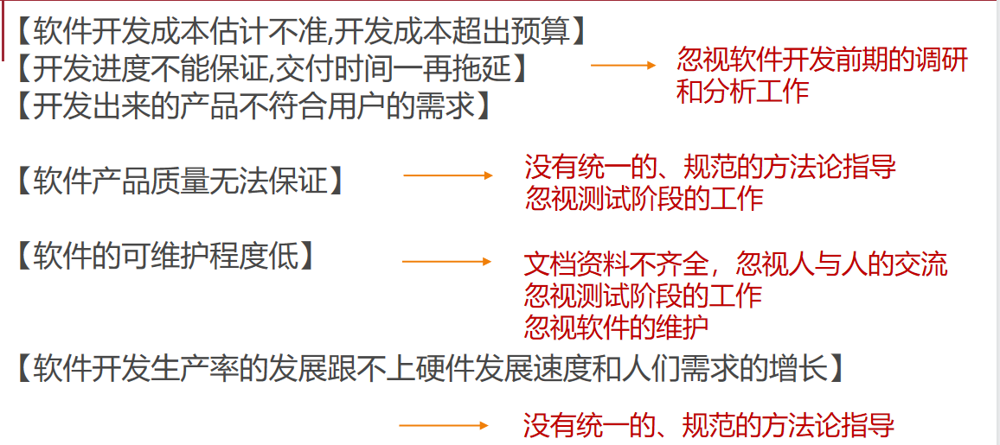 【软件开发成本估计不准,开发成本超出预算】
【开发进度不能保证,交付时间一再拖延】
【开发出来的产品不符合用户的需求】
忽视软件开发前期的调研
和分析工作
【软件产品质量无法保证】
没有统一的、规范的方法论指导
忽视测试阶段的工作
【软件的可维护程度低】
文档资料不齐全，忽视人与人的交流
忽视测试阶段的工作
忽视软件的维护
【软件开发生产率的发展跟不上硬件发展速度和人们需求的增长】
没有统一的、规范的方法论指导